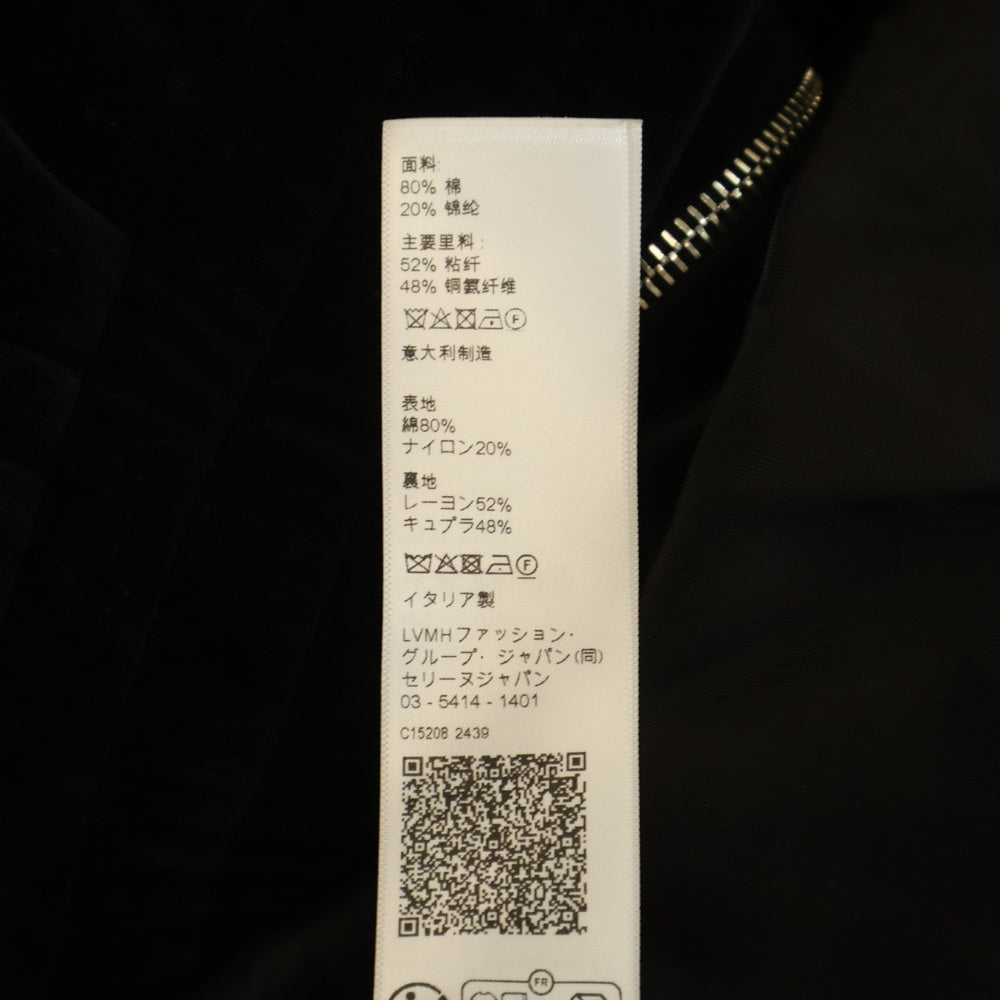 面料:
80% 棉
20% 锦纶
主要里料:
52% 粘纤
48% 铜氨纤维
F
意大利制造
表地
綿80%
ナイロン20%
裏地
レーヨン52%
キュプラ48%
F
イタリア製
LVMHファッション・
グループ・ジャパン(同)
セリーヌジャパン
03 - 5414 - 1401
C15208 2439
FR